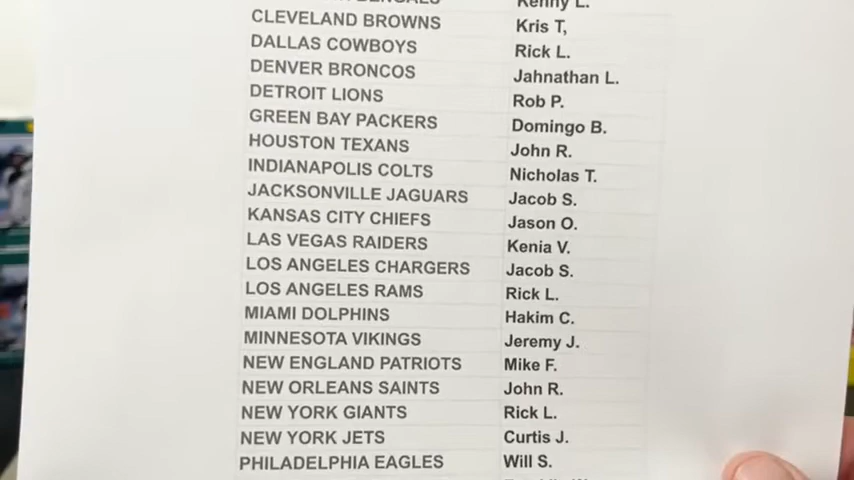 BENGALS Kenny L.
CLEVELAND BROWNS Kris T,
DALLAS COWBOYS Rick L.
DENVER BRONCOS Jahnathan L.
DETROIT LIONS Rob P.
GREEN BAY PACKERS Domingo B.
HOUSTON TEXANS John R.
INDIANAPOLIS COLTS Nicholas T.
JACKSONVILLE JAGUARS Jacob S.
KANSAS CITY CHIEFS Jason O.
LAS VEGAS RAIDERS Kenia V.
LOS ANGELES CHARGERS Jacob S.
LOS ANGELES RAMS Rick L.
MIAMI DOLPHINS Hakim C.
MINNESOTA VIKINGS Jeremy J.
NEW ENGLAND PATRIOTS Mike F.
NEW ORLEANS SAINTS John R.
NEW YORK GIANTS Rick L.
NEW YORK JETS Curtis J.
PHILADELPHIA EAGLES Will S.